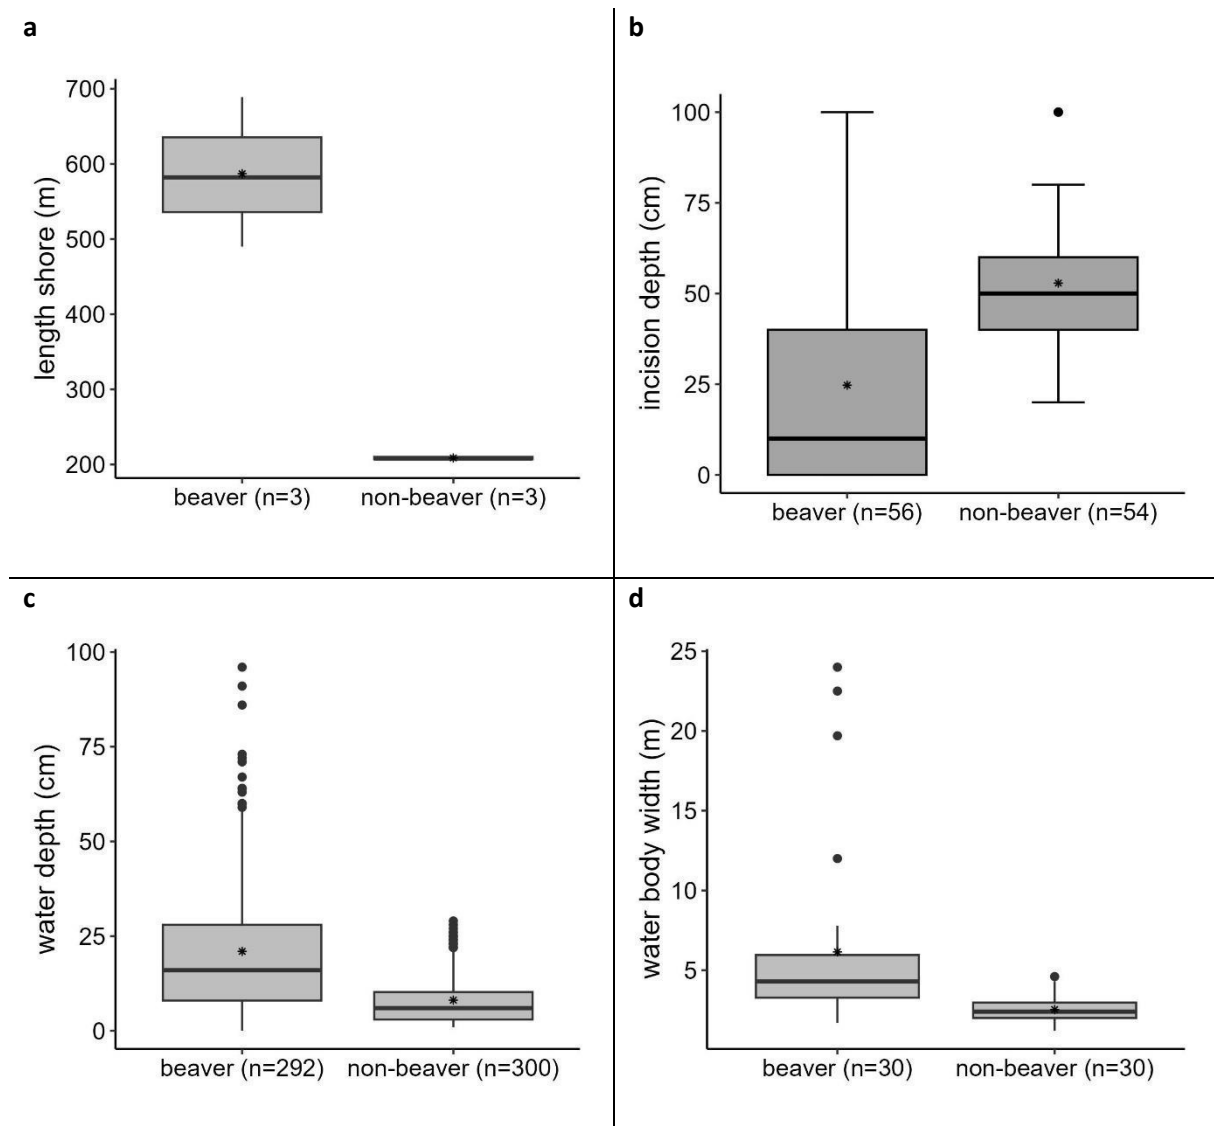 a
700
600
500
400
300
200
length shore (m)
beaver (n=3)
non-beaver (n=3)
b
100
75
50
25
0
incision depth (cm)
beaver (n=56)
non-beaver (n=54)
c
100
75
50
25
0
water depth (cm)
beaver (n=292)
non-beaver (n=300)
d
25
20
15
10
5
water body width (m)
beaver (n=30)
non-beaver (n=30)